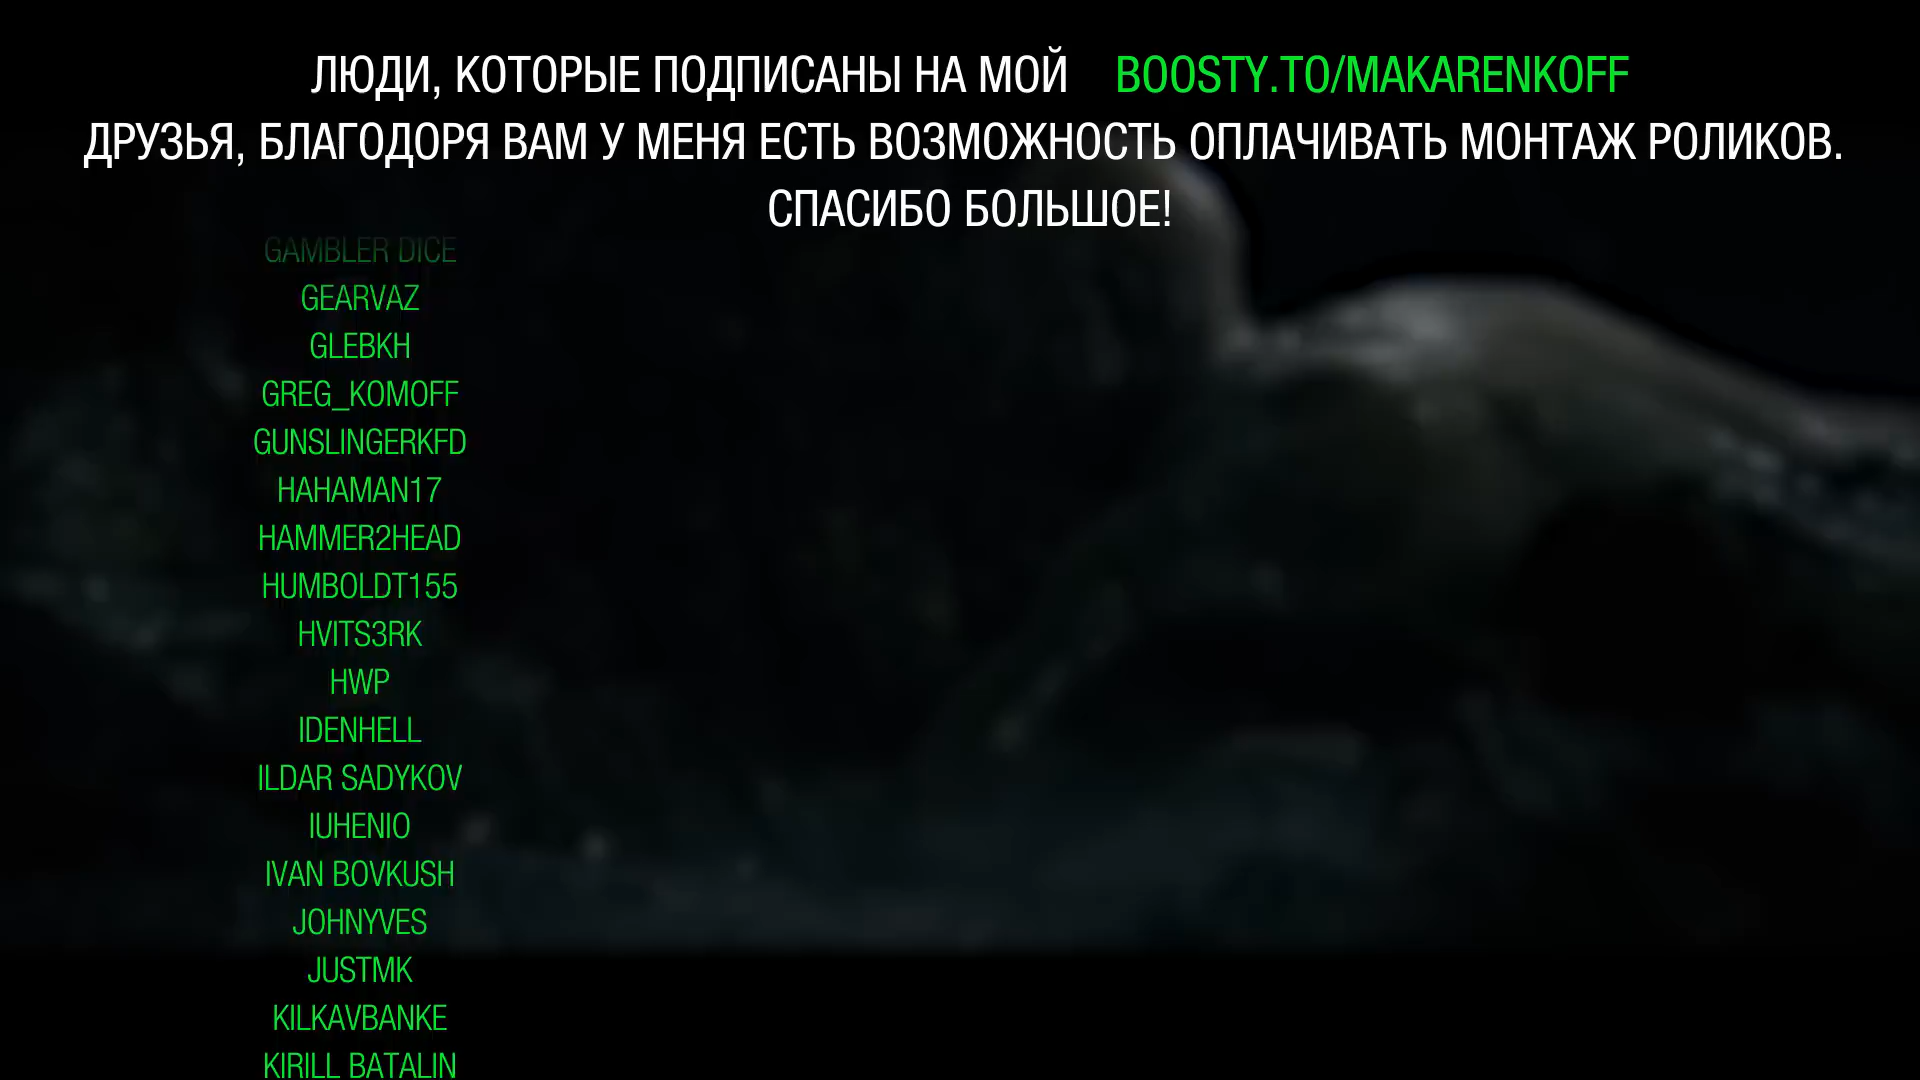 ЛЮДИ, КОТОРЫЕ ПОДПИСАНЫ НА МОЙ BOOSTY.TO/MAKARENKOFF
ДРУЗЬЯ, БЛАГОДОРЯ ВАМ У МЕНЯ ЕСТЬ ВОЗМОЖНОСТЬ ОПЛАЧИВАТЬ МОНТАЖ РОЛИКОВ.
СПАСИБО БОЛЬШОЕ!
GAMBLER DICE
GEARVAZ
GLEBKH
GREG_KOMOFF
GUNSLINGERKFD
HAHAMAN17
HAMMER2HEAD
HUMBOLDT155
HVITS3RK
HWP
IDENHELL
ILDAR SADYKOV
IUHENIO
IVAN BOVKUSH
JOHNYVES
JUSTMK
KILKAVBANKE
KIRILL BATALIN